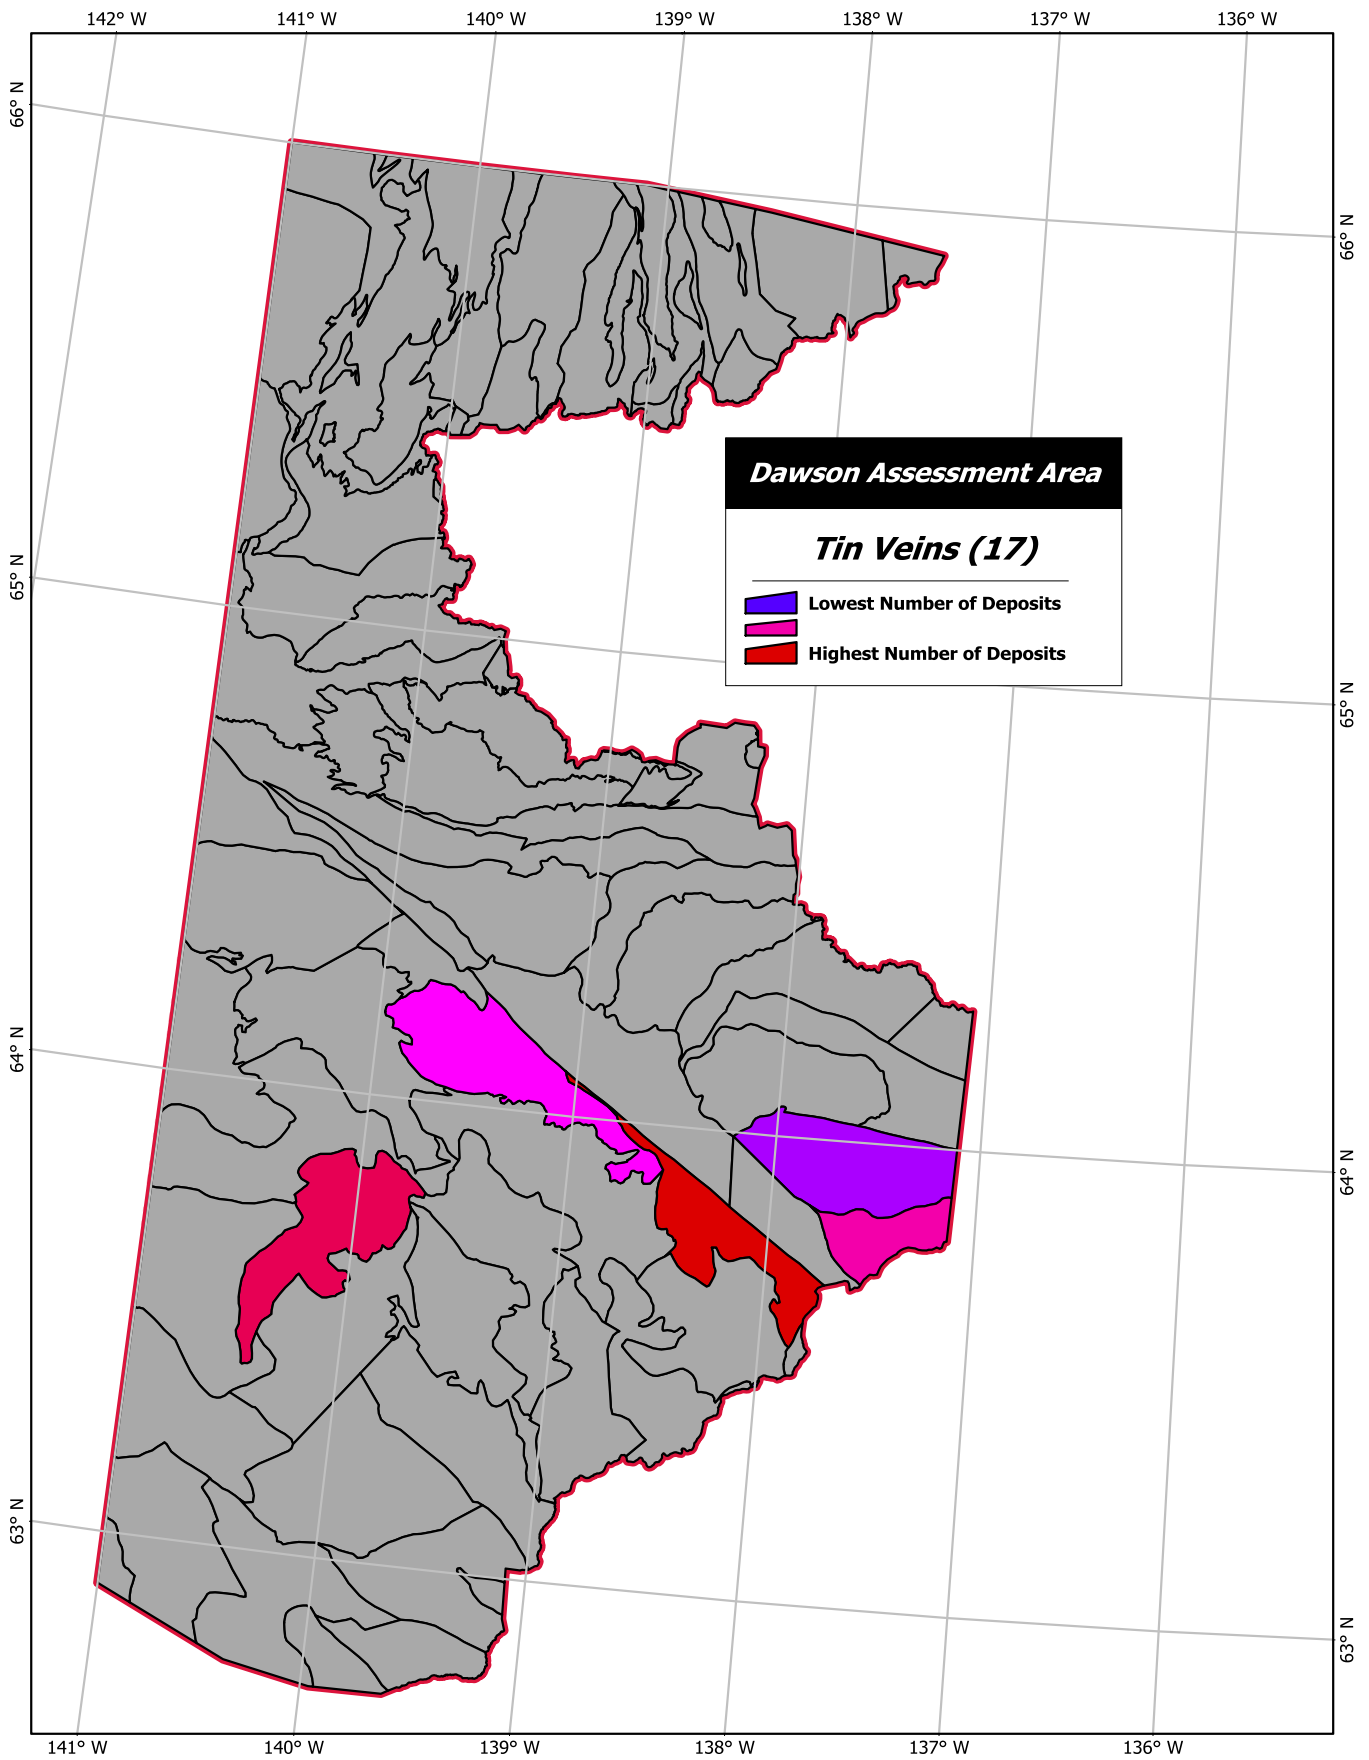 142° W 141° W 140° W 139° W 138° W 137° W 136° W
66° N
66° N
Dawson Assessment Area
Tin Veins (17)
65° N
Lowest Number of Deposits
Highest Number of Deposits
65° N
64° N
64° N
63° N
63° N
141° W 140° W 139° W 138° W 137° W 136° W